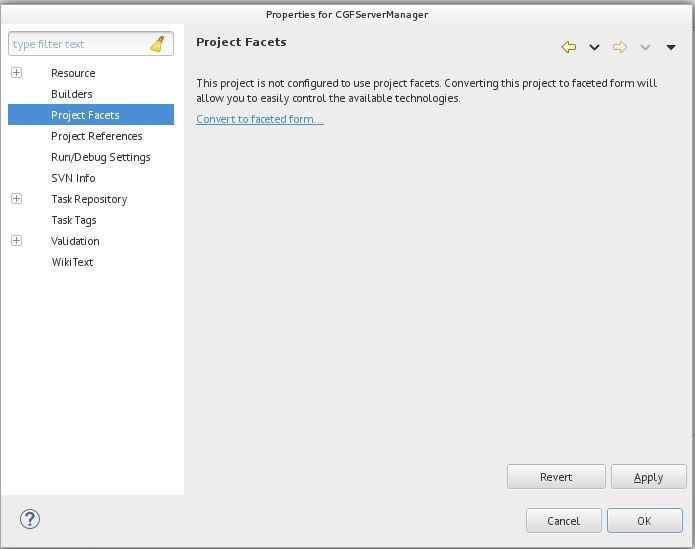 Properties for CGFServerManager
type filter text
Resource
Builders
Project Facets
Project References
Run/Debug Settings
SVN Info
Task Repository
Task Tags
Validation
WikiText
Project Facets
This project is not configured to use project facets. Converting this project to faceted form will
allow you to easily control the available technologies.
Convert to faceted form...
Revert
Apply
Cancel
OK